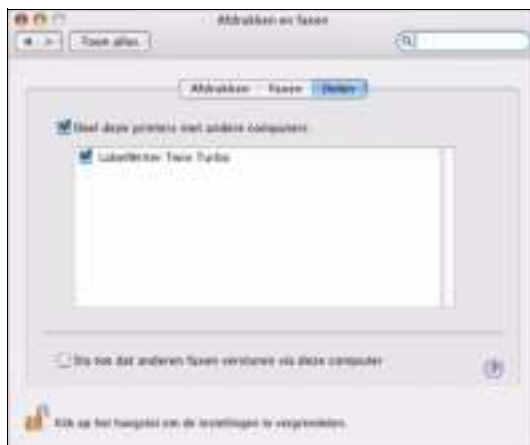 Afdrukken en faxen
Toon alles
Afdrukken Faxen Delen
Deel deze printers met andere computers
LabelWriter Twin Turbo
Sta toe dat anderen faxen versturen via deze computer
?
Klik op het hangslot om de instellingen te vergrendelen.